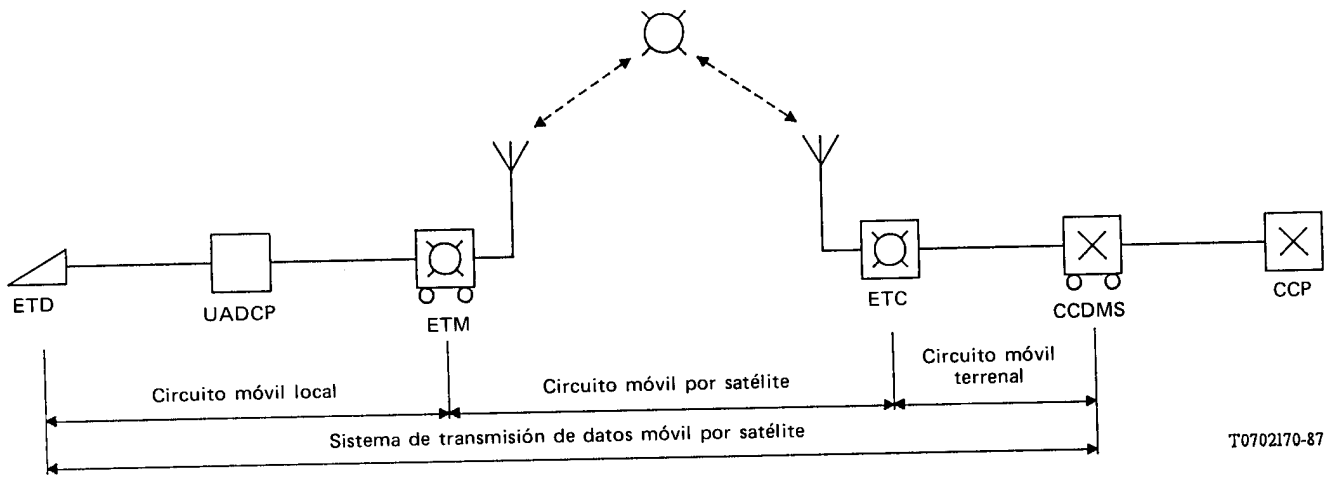 ETD
UADCP
ETM
ETC
CCDMS
CCP
Circuito móvil local
Circuito móvil por satélite
Circuito móvil
terrenal
Sistema de transmisión de datos móvil por satélite
T0702170-87